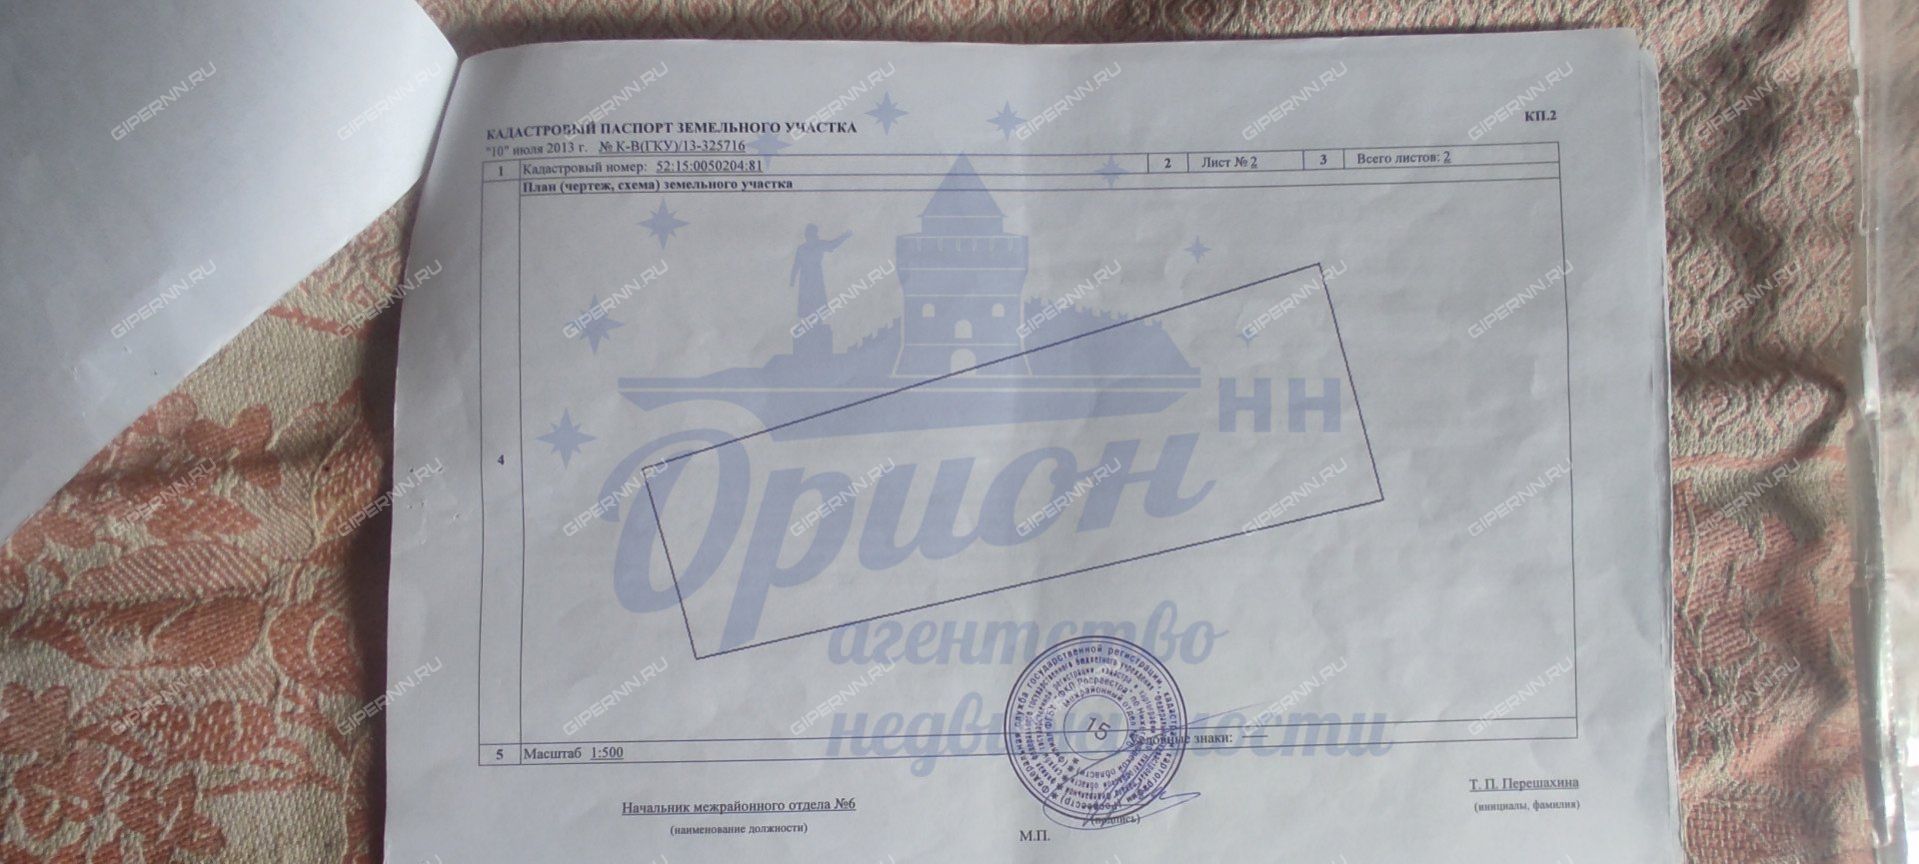 КП.2
КАДАСТРОВЫЙ ПАСПОРТ ЗЕМЕЛЬНОГО УЧАСТКА
"10" июля 2013 г. № К-В(ГКУ)/13-325716
1 Кадастровый номер: 52:15:0050204:81 2 Лист № 2 3 Всего листов: 2
План (чертеж, схема) земельного участка
4
НН
Орион
агентство
недвижимости
15
5 Масштаб 1:500 Условные знаки:
Начальник межрайонного отдела №6 Т. П. Перешахина
(наименование должности) (подпись) (инициалы, фамилия)
М.П.
GIPERNN.RU